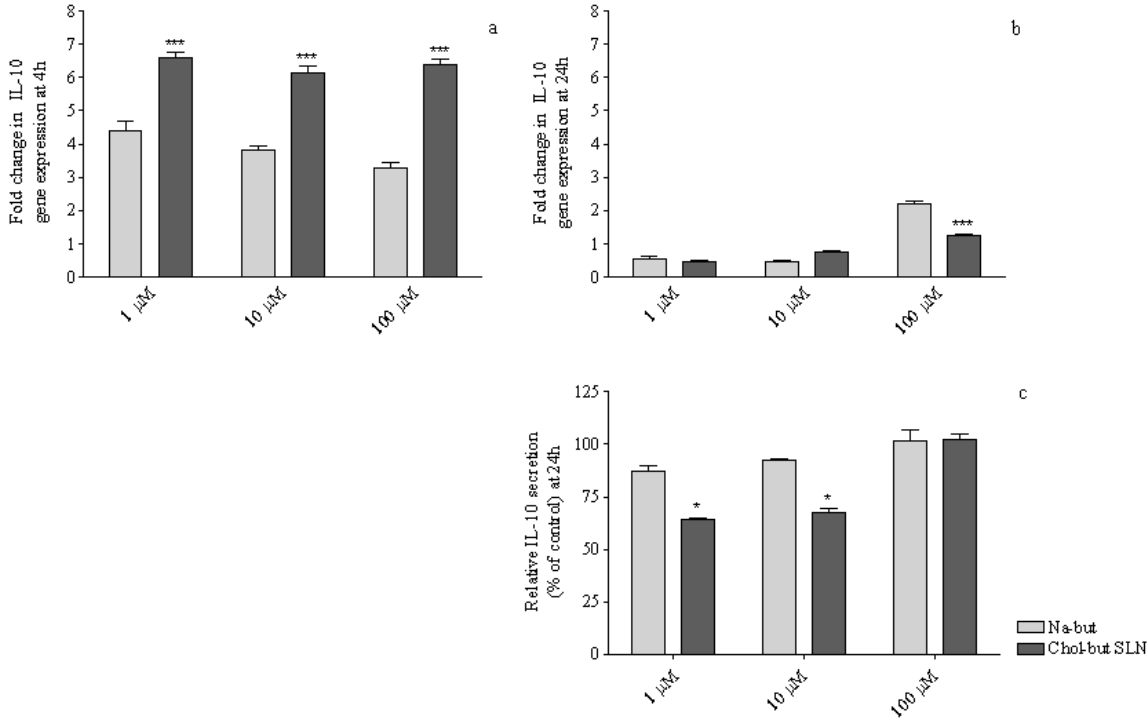 a
Fold change in IL-10
gene expression at 4h
8
7
6
5
4
3
2
1
0
***
***
***
1 µM
10 µM
100 µM
b
Fold change in IL-10
gene expression at 24h
8
7
6
5
4
3
2
1
0
***
1 µM
10 µM
100 µM
c
Relative IL-10 secretion
(% of control) at 24h
125
100
75
50
25
0
*
*
1 µM
10 µM
100 µM
Na-but
Chol-but SLN